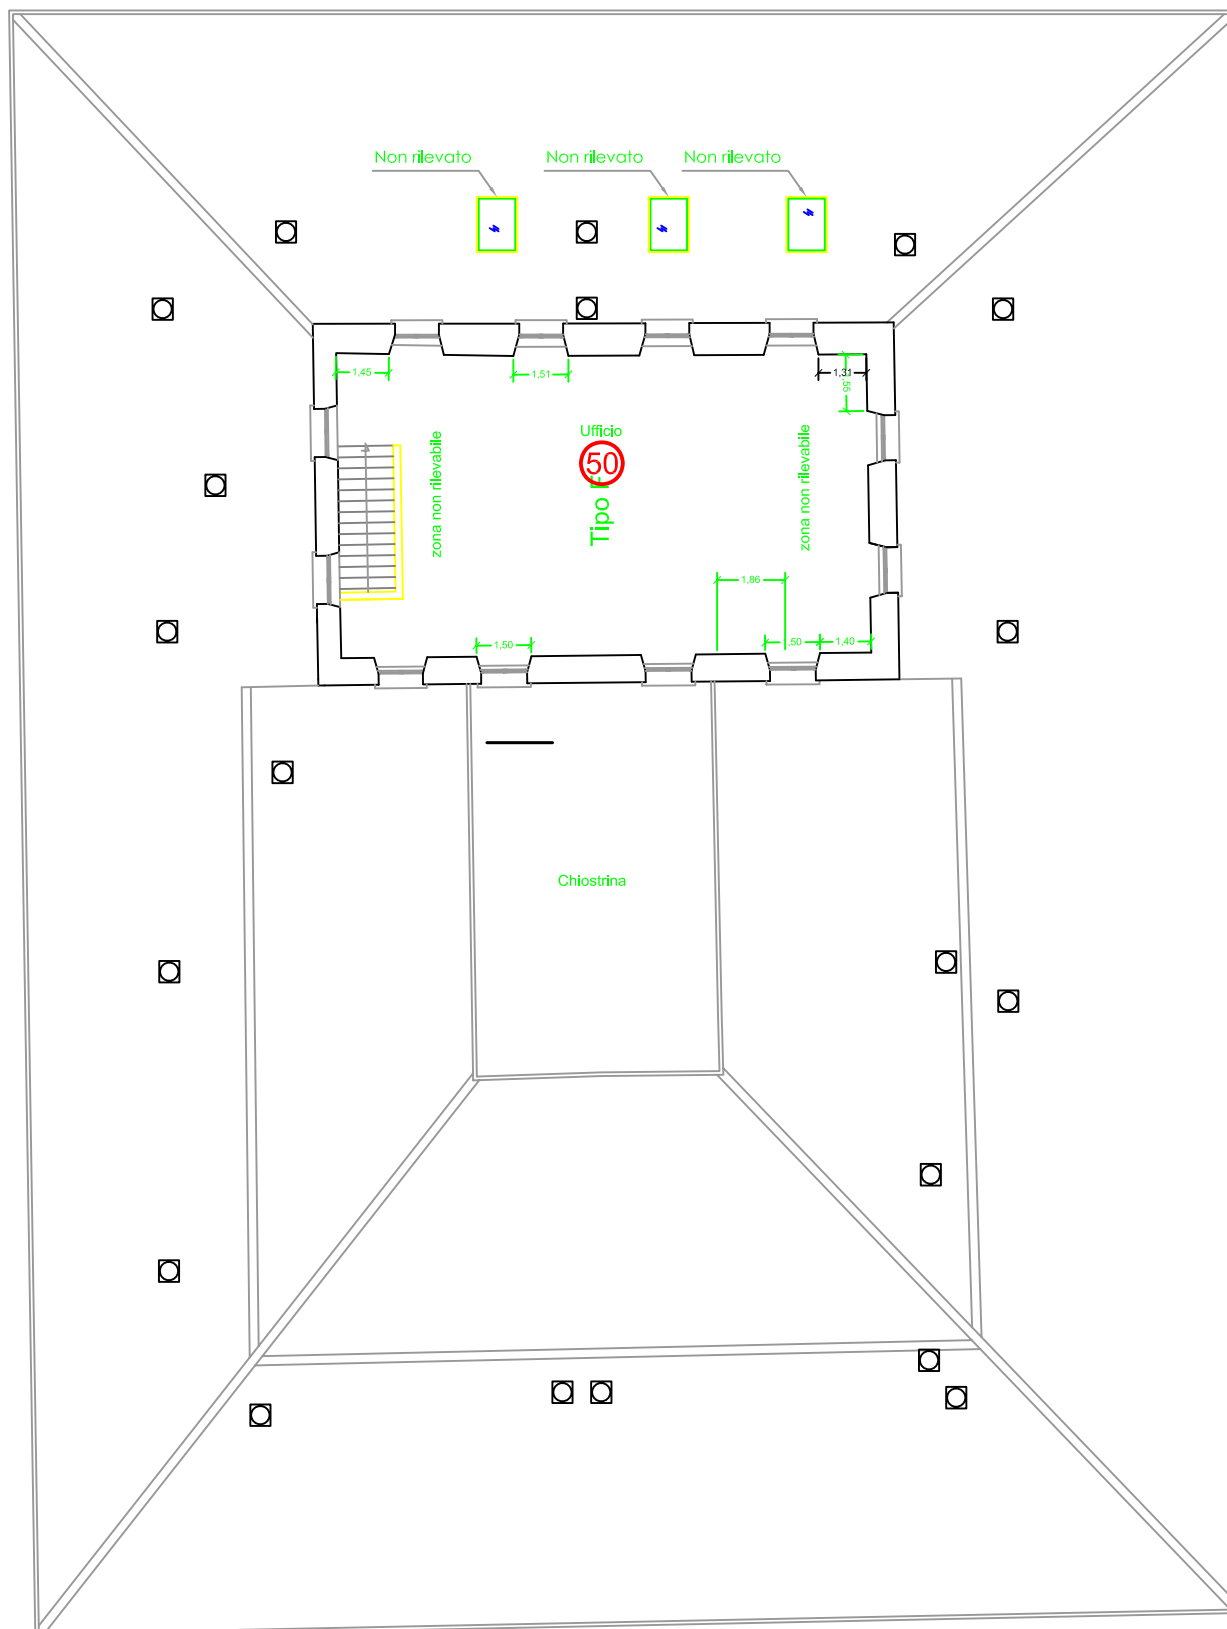 Non rilevato
Non rilevato
Non rilevato
1,45
1,51
1,31
,55
Ufficio
50
zona non rilevabile
zona non rilevabile
1,86
1,50
,50
1,40
Chiostrina